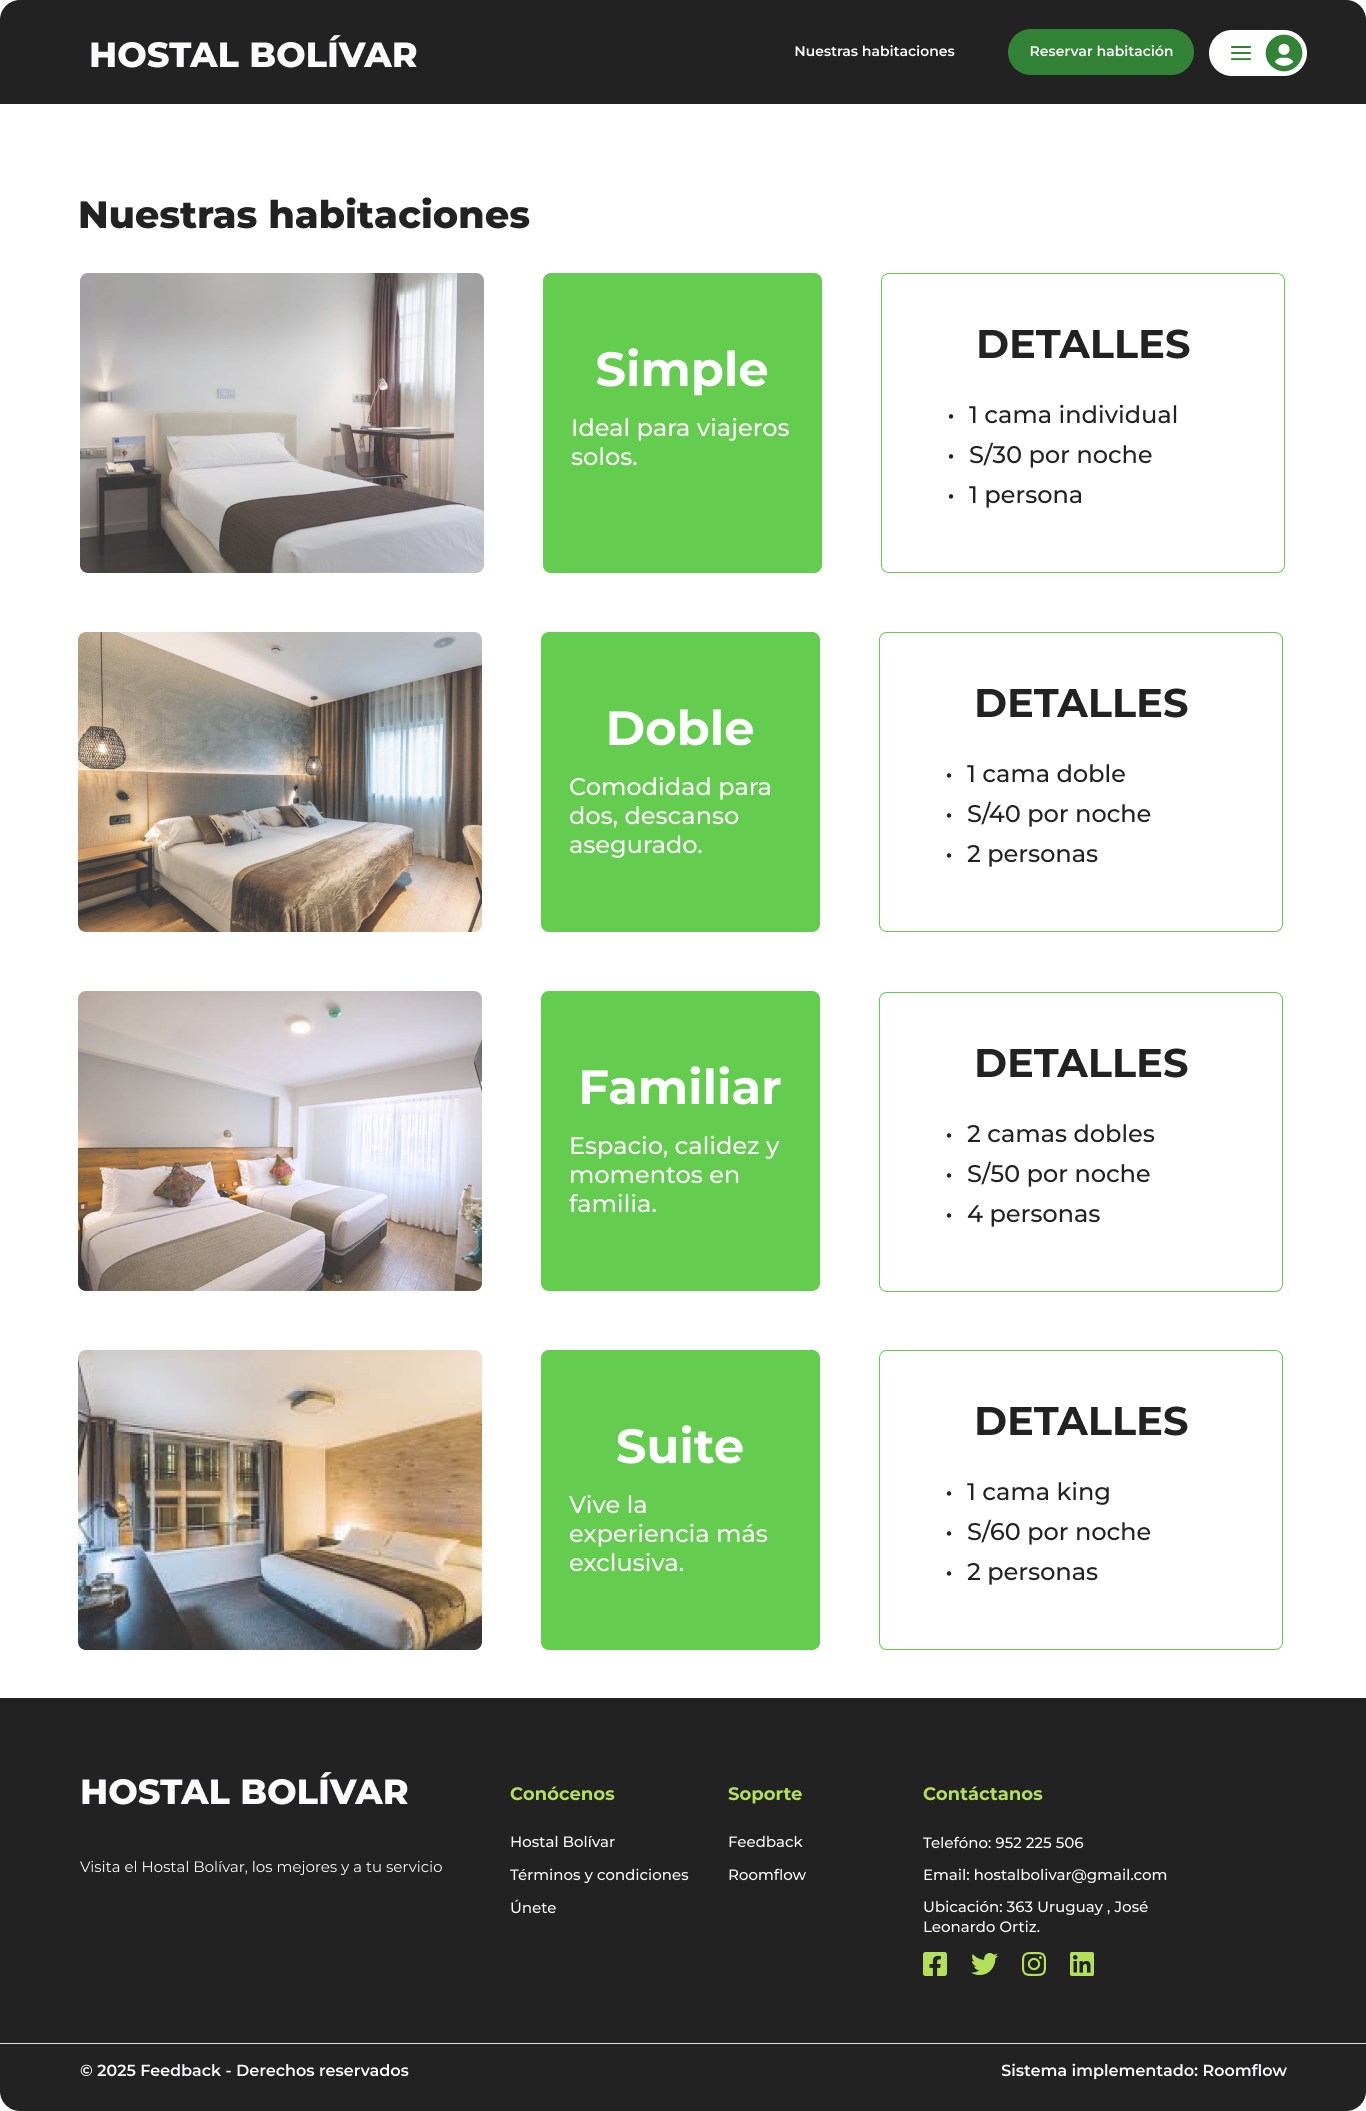 HOSTAL BOLÍVAR
Nuestras habitaciones
Reservar habitación
Nuestras habitaciones
Simple
Ideal para viajeros
solos.
DETALLES
• 1 cama individual
• S/30 por noche
• 1 persona
Doble
Comodidad para
dos, descanso
asegurado.
DETALLES
• 1 cama doble
• S/40 por noche
• 2 personas
Familiar
Espacio, calidez y
momentos en
familia.
DETALLES
• 2 camas dobles
• S/50 por noche
• 4 personas
Suite
Vive la
experiencia más
exclusiva.
DETALLES
• 1 cama king
• S/60 por noche
• 2 personas
HOSTAL BOLÍVAR
Visita el Hostal Bolívar, los mejores y a tu servicio
Conócenos
Hostal Bolívar
Términos y condiciones
Únete
Soporte
Feedback
Roomflow
Contáctanos
Telefóno: 952 225 506
Email: hostalbolivar@gmail.com
Ubicación: 363 Uruguay , José
Leonardo Ortiz.
© 2025 Feedback - Derechos reservados
Sistema implementado: Roomflow